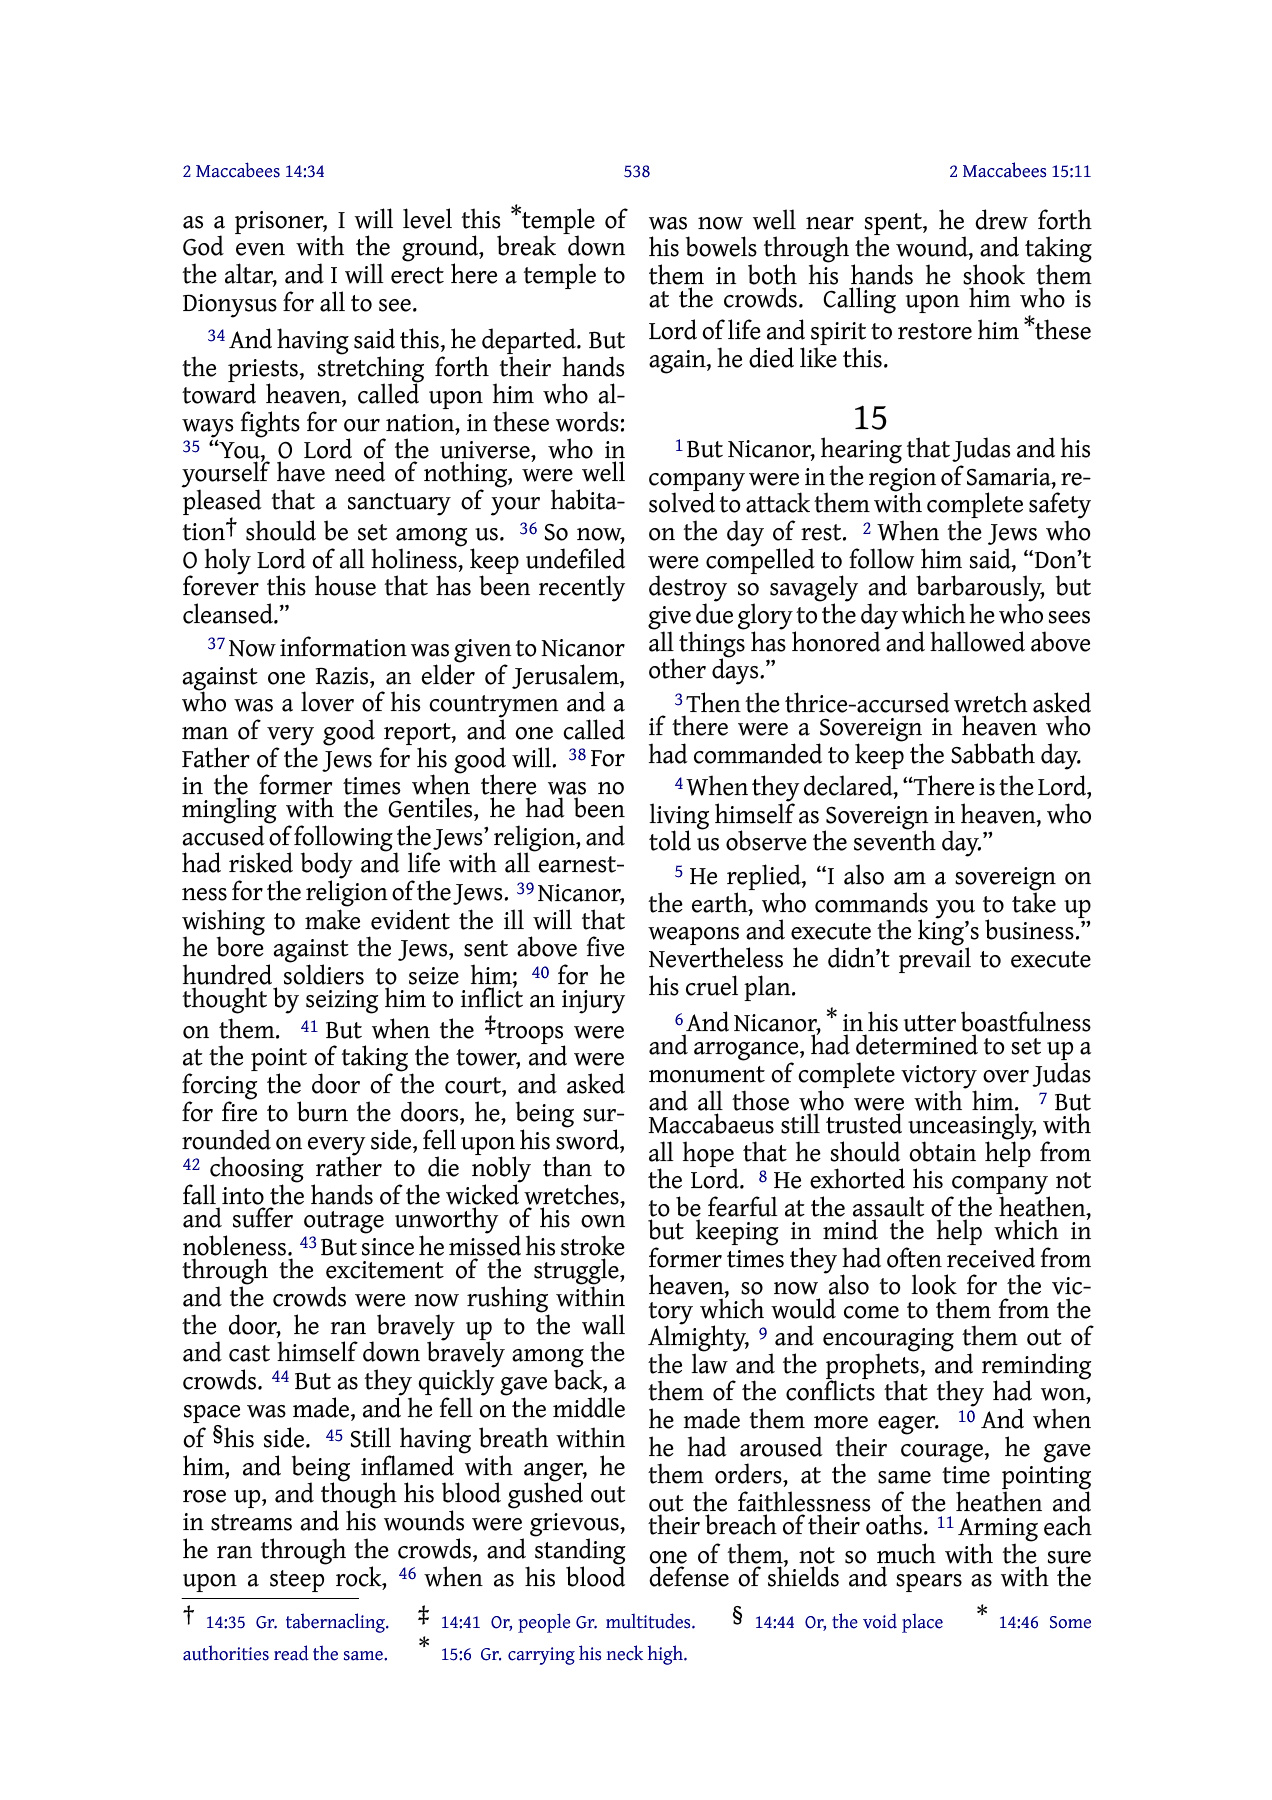 2 Maccabees 14:34 538 2 Maccabees 15:11
as a prisoner, I will level this *temple of
God even with the ground, break down
the altar, and I will erect here a temple to
Dionysus for all to see.
34 And having said this, he departed. But
the priests, stretching forth their hands
toward heaven, called upon him who al-
ways fights for our nation, in these words:
35 “You, O Lord of the universe, who in
yourself have need of nothing, were well
pleased that a sanctuary of your habita-
tion† should be set among us. 36 So now,
O holy Lord of all holiness, keep undefiled
forever this house that has been recently
cleansed.”
37 Now information was given to Nicanor
against one Razis, an elder of Jerusalem,
who was a lover of his countrymen and a
man of very good report, and one called
Father of the Jews for his good will. 38 For
in the former times when there was no
mingling with the Gentiles, he had been
accused of following the Jews’ religion, and
had risked body and life with all earnest-
ness for the religion of the Jews. 39 Nicanor,
wishing to make evident the ill will that
he bore against the Jews, sent above five
hundred soldiers to seize him; 40 for he
thought by seizing him to inflict an injury
on them. 41 But when the ‡troops were
at the point of taking the tower, and were
forcing the door of the court, and asked
for fire to burn the doors, he, being sur-
rounded on every side, fell upon his sword,
42 choosing rather to die nobly than to
fall into the hands of the wicked wretches,
and suffer outrage unworthy of his own
nobleness. 43 But since he missed his stroke
through the excitement of the struggle,
and the crowds were now rushing within
the door, he ran bravely up to the wall
and cast himself down bravely among the
crowds. 44 But as they quickly gave back, a
space was made, and he fell on the middle
of §his side. 45 Still having breath within
him, and being inflamed with anger, he
rose up, and though his blood gushed out
in streams and his wounds were grievous,
he ran through the crowds, and standing
upon a steep rock, 46 when as his blood
was now well near spent, he drew forth
his bowels through the wound, and taking
them in both his hands he shook them
at the crowds. Calling upon him who is
Lord of life and spirit to restore him *these
again, he died like this.
15
1 But Nicanor, hearing that Judas and his
company were in the region of Samaria, re-
solved to attack them with complete safety
on the day of rest. 2 When the Jews who
were compelled to follow him said, “Don’t
destroy so savagely and barbarously, but
give due glory to the day which he who sees
all things has honored and hallowed above
other days.”
3 Then the thrice-accursed wretch asked
if there were a Sovereign in heaven who
had commanded to keep the Sabbath day.
4 When they declared, “There is the Lord,
living himself as Sovereign in heaven, who
told us observe the seventh day.”
5 He replied, “I also am a sovereign on
the earth, who commands you to take up
weapons and execute the king’s business.”
Nevertheless he didn’t prevail to execute
his cruel plan.
6 And Nicanor, * in his utter boastfulness
and arrogance, had determined to set up a
monument of complete victory over Judas
and all those who were with him. 7 But
Maccabaeus still trusted unceasingly, with
all hope that he should obtain help from
the Lord. 8 He exhorted his company not
to be fearful at the assault of the heathen,
but keeping in mind the help which in
former times they had often received from
heaven, so now also to look for the vic-
tory which would come to them from the
Almighty, 9 and encouraging them out of
the law and the prophets, and reminding
them of the conflicts that they had won,
he made them more eager. 10 And when
he had aroused their courage, he gave
them orders, at the same time pointing
out the faithlessness of the heathen and
their breach of their oaths. 11 Arming each
one of them, not so much with the sure
defense of shields and spears as with the
† 14:35 Gr. tabernacling. ‡ 14:41 Or, people Gr. multitudes. § 14:44 Or, the void place * 14:46 Some
authorities read the same. * 15:6 Gr. carrying his neck high.